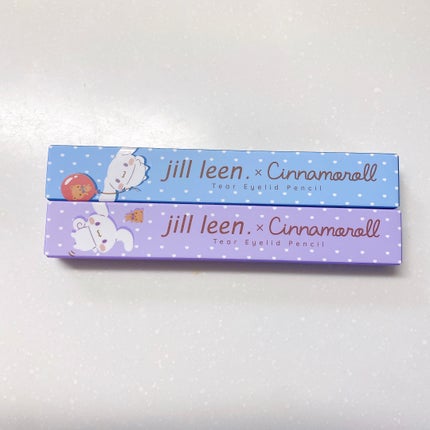 jill leen. × Cinnamoroll
Tear Eyelid Pencil
jill leen. × Cinnamoroll
Tear Eyelid Pencil